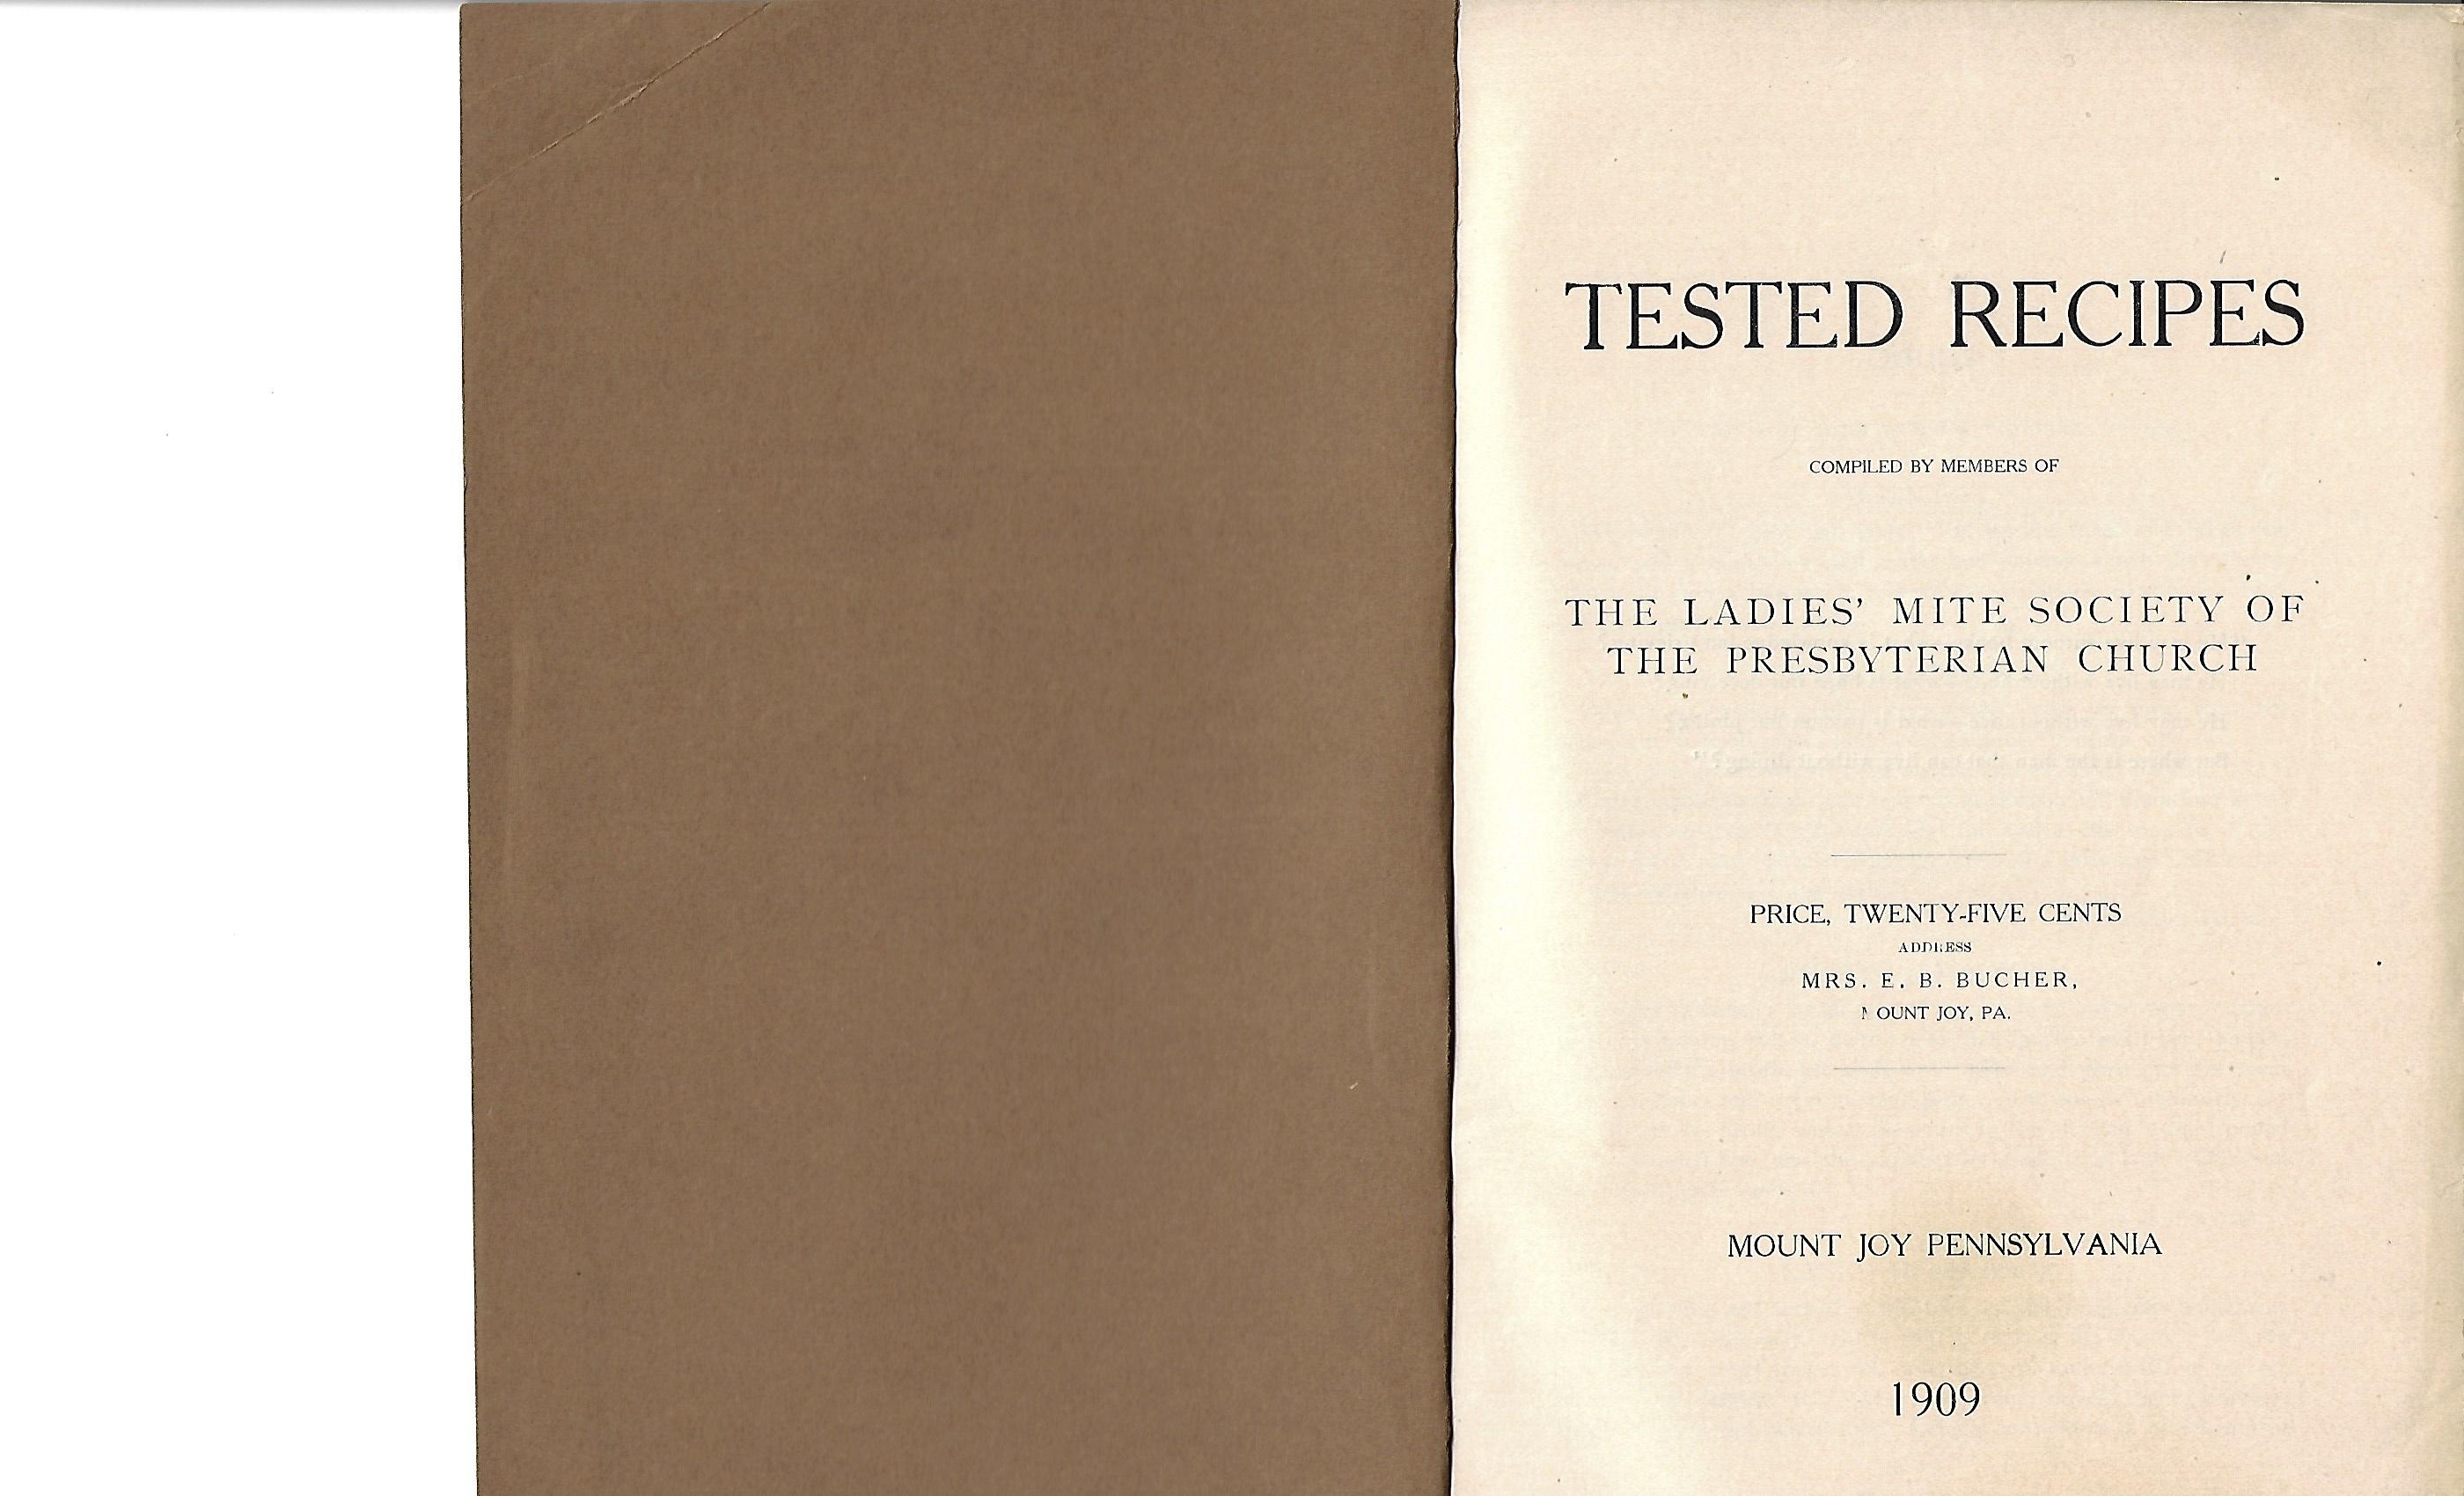 TESTED RECIPES
COMPILED BY MEMBERS OF
THE LADIES' MITE SOCIETY OF
THE PRESBYTERIAN CHURCH
PRICE, TWENTY-FIVE CENTS
ADDRESS
MRS. E. B. BUCHER,
MOUNT JOY, PA.
MOUNT JOY PENNSYLVANIA
1909